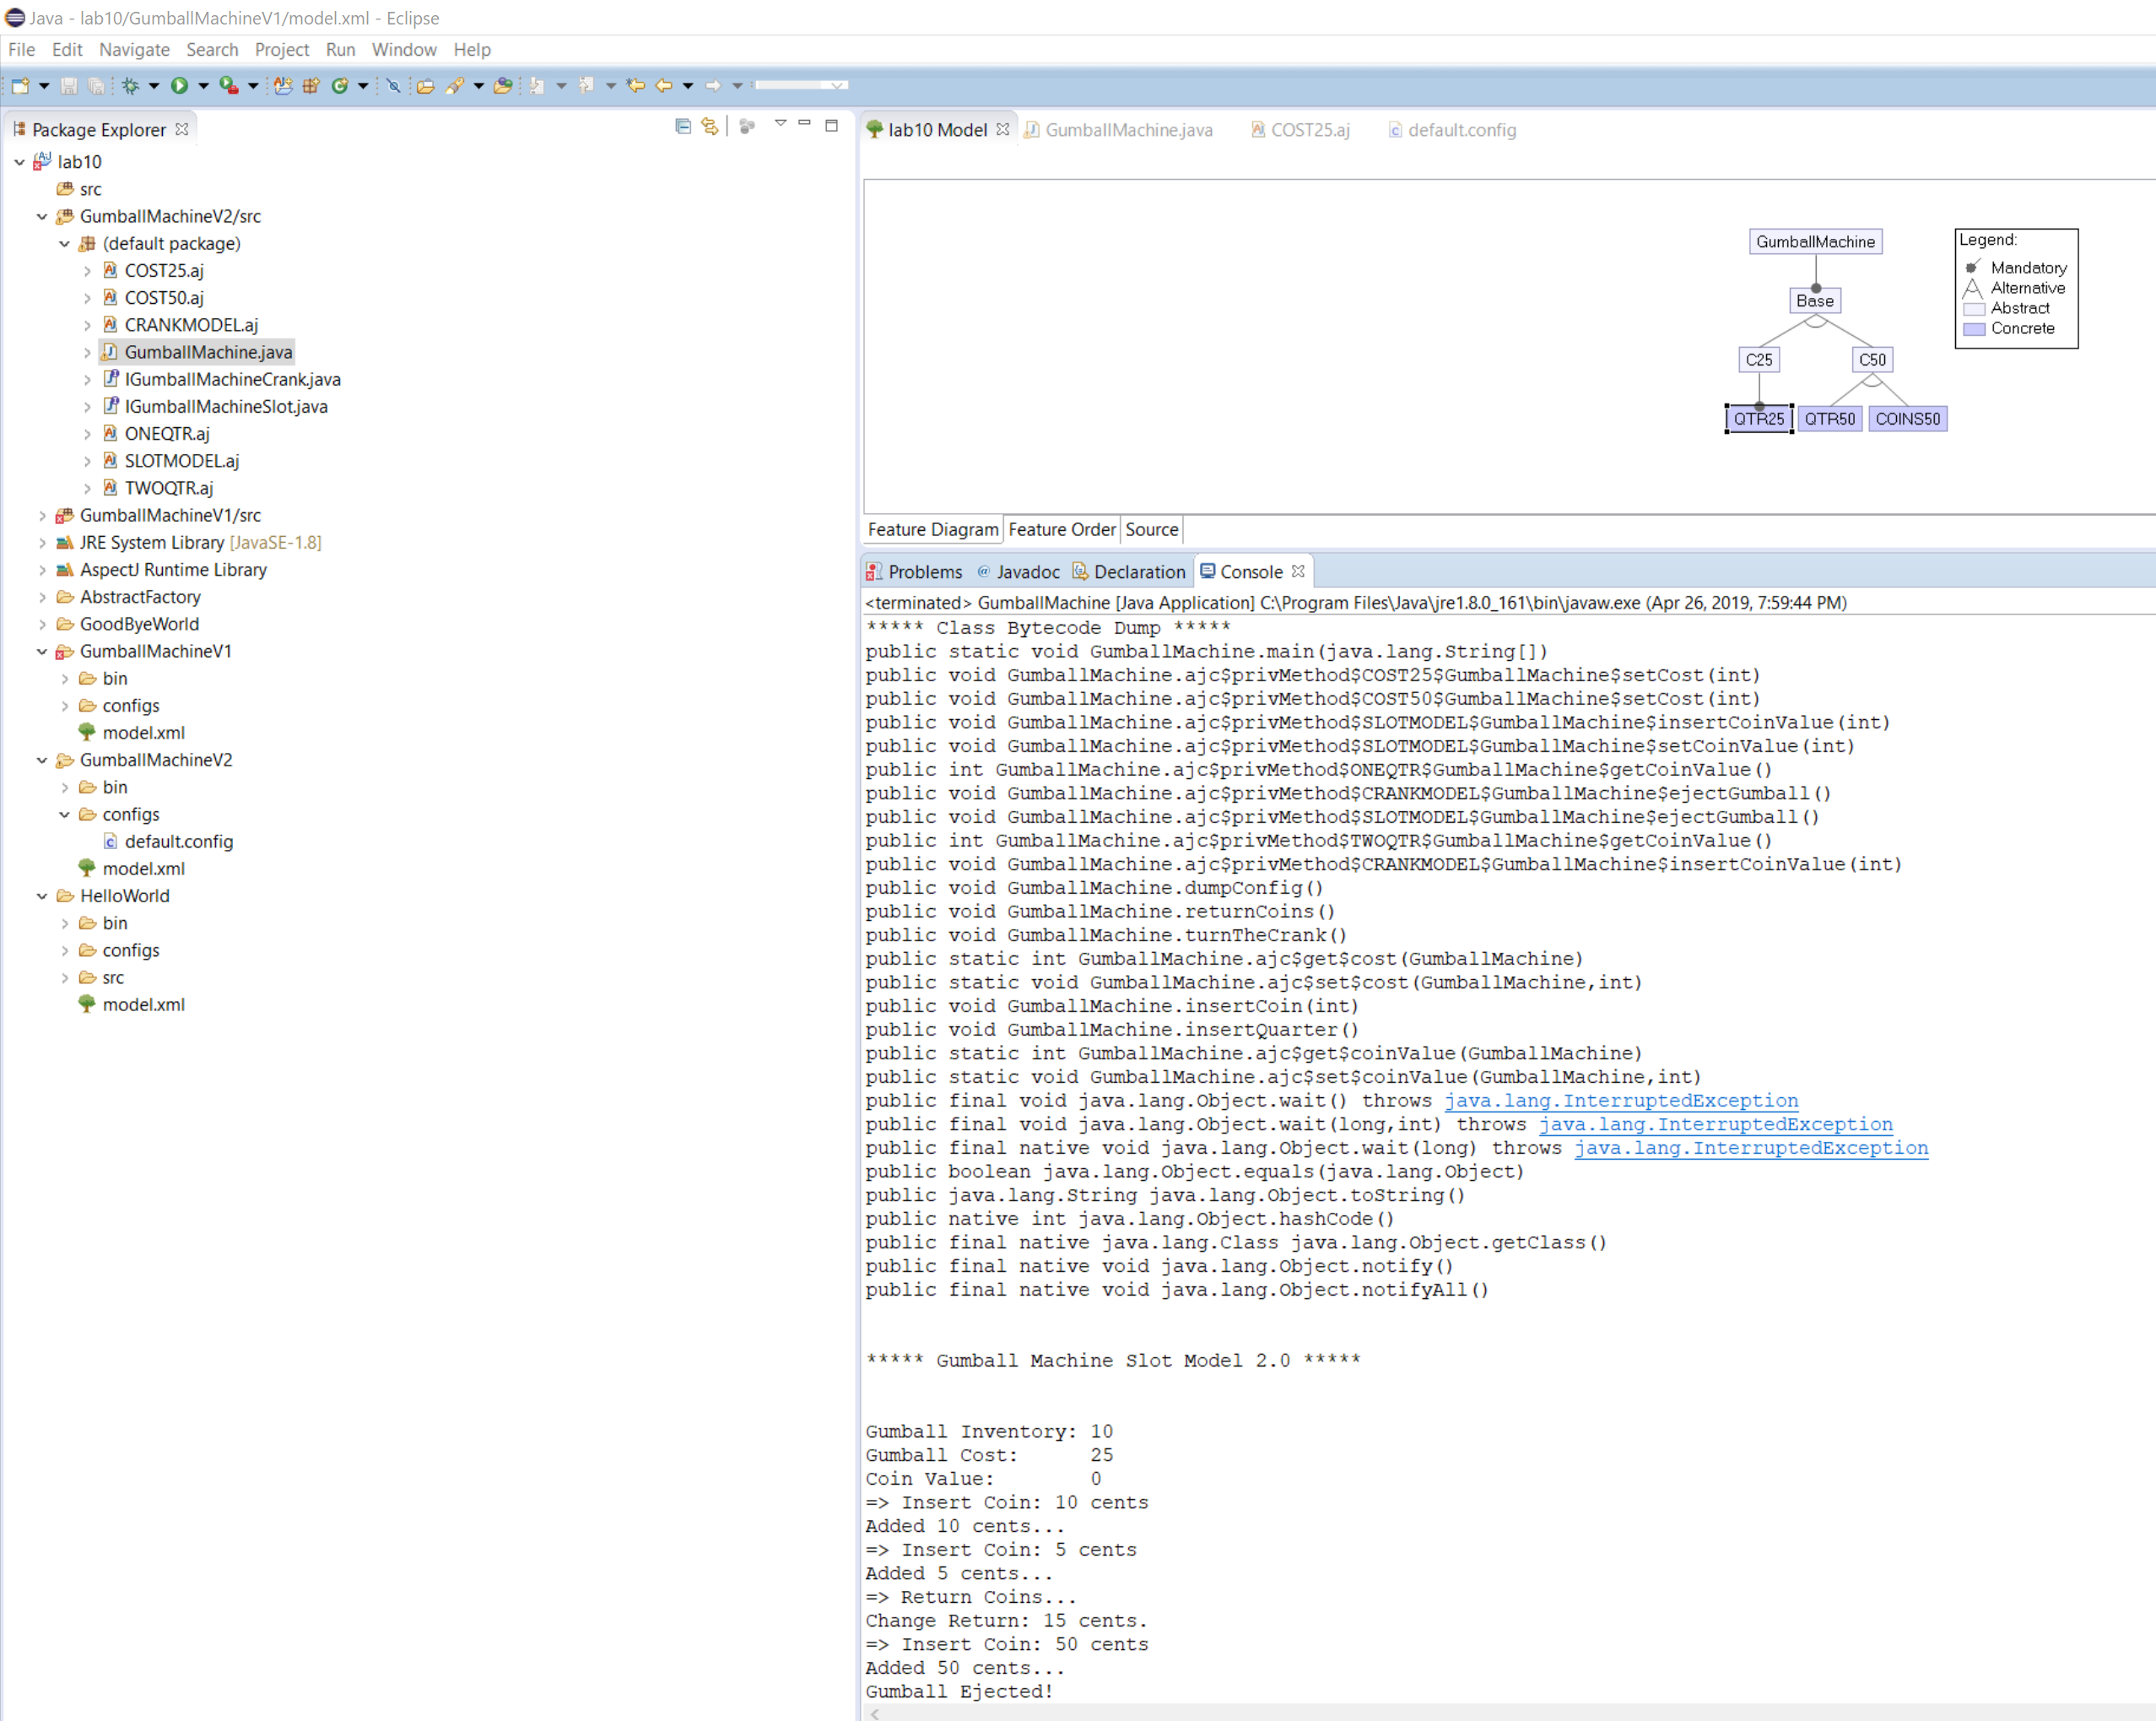 Java - lab10/GumballMachineV1/model.xml - Eclipse
File Edit Navigate Search Project Run Window Help
Package Explorer
lab10
src
GumballMachineV2/src
(default package)
COST25.aj
COST50.aj
CRANKMODEL.aj
GumballMachine.java
IGumballMachineCrank.java
IGumballMachineSlot.java
ONEQTR.aj
SLOTMODEL.aj
TWOQTR.aj
GumballMachineV1/src
JRE System Library [JavaSE-1.8]
AspectJ Runtime Library
AbstractFactory
GoodByeWorld
GumballMachineV1
bin
configs
model.xml
GumballMachineV2
bin
configs
default.config
model.xml
HelloWorld
bin
configs
src
model.xml
lab10 Model GumballMachine.java COST25.aj default.config
GumballMachine
Base
C25 C50
QTR25 QTR50 COINS50
Legend:
Mandatory
Alternative
Abstract
Concrete
Feature Diagram Feature Order Source
Problems @ Javadoc Declaration Console
<terminated> GumballMachine [Java Application] C:\Program Files\Java\jre1.8.0_161\bin\javaw.exe (Apr 26, 2019, 7:59:44 PM)
***** Class Bytecode Dump *****
public static void GumballMachine.main(java.lang.String[])
public void GumballMachine.ajc$privMethod$COST25$GumballMachine$setCost(int)
public void GumballMachine.ajc$privMethod$COST50$GumballMachine$setCost(int)
public void GumballMachine.ajc$privMethod$SLOTMODEL$GumballMachine$insertCoinValue(int)
public void GumballMachine.ajc$privMethod$SLOTMODEL$GumballMachine$setCoinValue(int)
public int GumballMachine.ajc$privMethod$ONEQTR$GumballMachine$getCoinValue()
public void GumballMachine.ajc$privMethod$CRANKMODEL$GumballMachine$ejectGumball()
public void GumballMachine.ajc$privMethod$SLOTMODEL$GumballMachine$ejectGumball()
public int GumballMachine.ajc$privMethod$TWOQTR$GumballMachine$getCoinValue()
public void GumballMachine.ajc$privMethod$CRANKMODEL$GumballMachine$insertCoinValue(int)
public void GumballMachine.dumpConfig()
public void GumballMachine.returnCoins()
public void GumballMachine.turnTheCrank()
public static int GumballMachine.ajc$get$cost(GumballMachine)
public static void GumballMachine.ajc$set$cost(GumballMachine,int)
public void GumballMachine.insertCoin(int)
public void GumballMachine.insertQuarter()
public static int GumballMachine.ajc$get$coinValue(GumballMachine)
public static void GumballMachine.ajc$set$coinValue(GumballMachine,int)
public final void java.lang.Object.wait() throws java.lang.InterruptedException
public final void java.lang.Object.wait(long,int) throws java.lang.InterruptedException
public final native void java.lang.Object.wait(long) throws java.lang.InterruptedException
public boolean java.lang.Object.equals(java.lang.Object)
public java.lang.String java.lang.Object.toString()
public native int java.lang.Object.hashCode()
public final native java.lang.Class java.lang.Object.getClass()
public final native void java.lang.Object.notify()
public final native void java.lang.Object.notifyAll()
***** Gumball Machine Slot Model 2.0 *****
Gumball Inventory: 10
Gumball Cost: 25
Coin Value: 0
=> Insert Coin: 10 cents
Added 10 cents...
=> Insert Coin: 5 cents
Added 5 cents...
=> Return Coins...
Change Return: 15 cents.
=> Insert Coin: 50 cents
Added 50 cents...
Gumball Ejected!